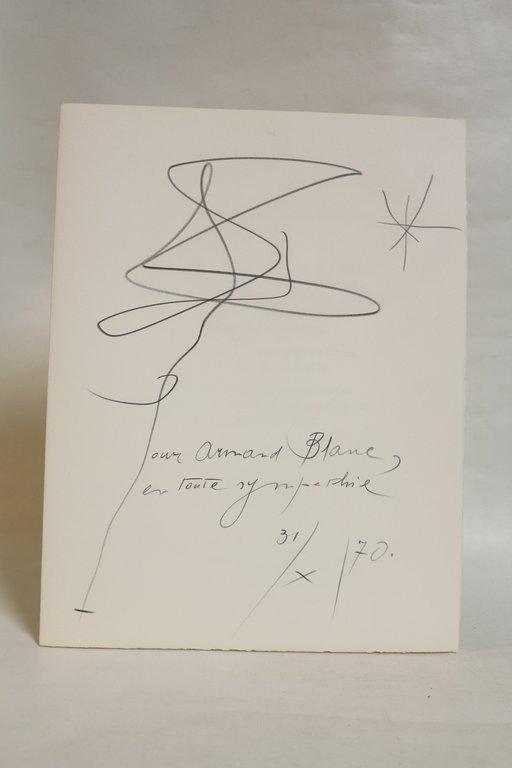 Pour Armand Blanc,
en toute sympathie
31/X/70.